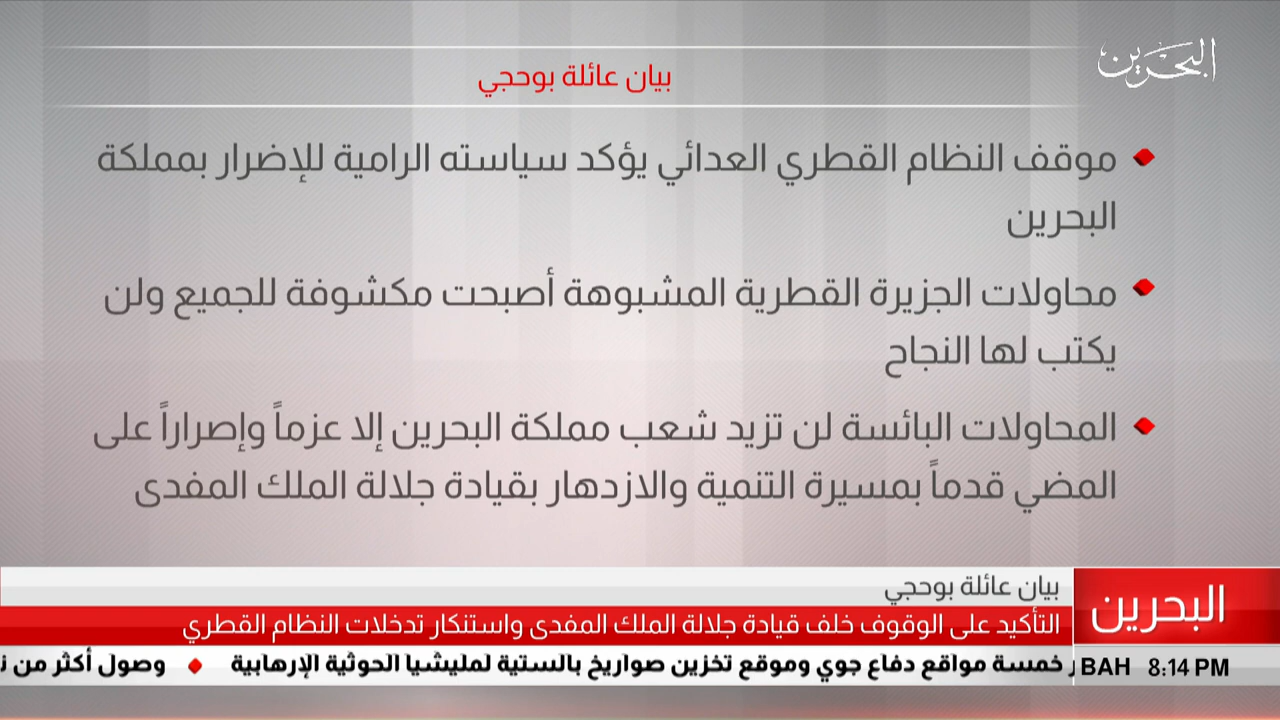 البحرين
بيان عائلة بوحجي
موقف النظام القطري العدائي يؤكد سياسته الرامية للإضرار بمملكة
البحرين
محاولات الجزيرة القطرية المشبوهة أصبحت مكشوفة للجميع ولن
يكتب لها النجاح
المحاولات البائسة لن تزيد شعب مملكة البحرين إلا عزماً وإصراراً على
المضي قدماً بمسيرة التنمية والازدهار بقيادة جلالة الملك المفدى
البحرين
بيان عائلة بوحجي
التأكيد على الوقوف خلف قيادة جلالة الملك المفدى واستنكار تدخلات النظام القطري
BAH 8:14 PM
خمسة مواقع دفاع جوي وموقع تخزين صواريخ بالستية لمليشيا الحوثية الإرهابية ♦ وصول أكثر من